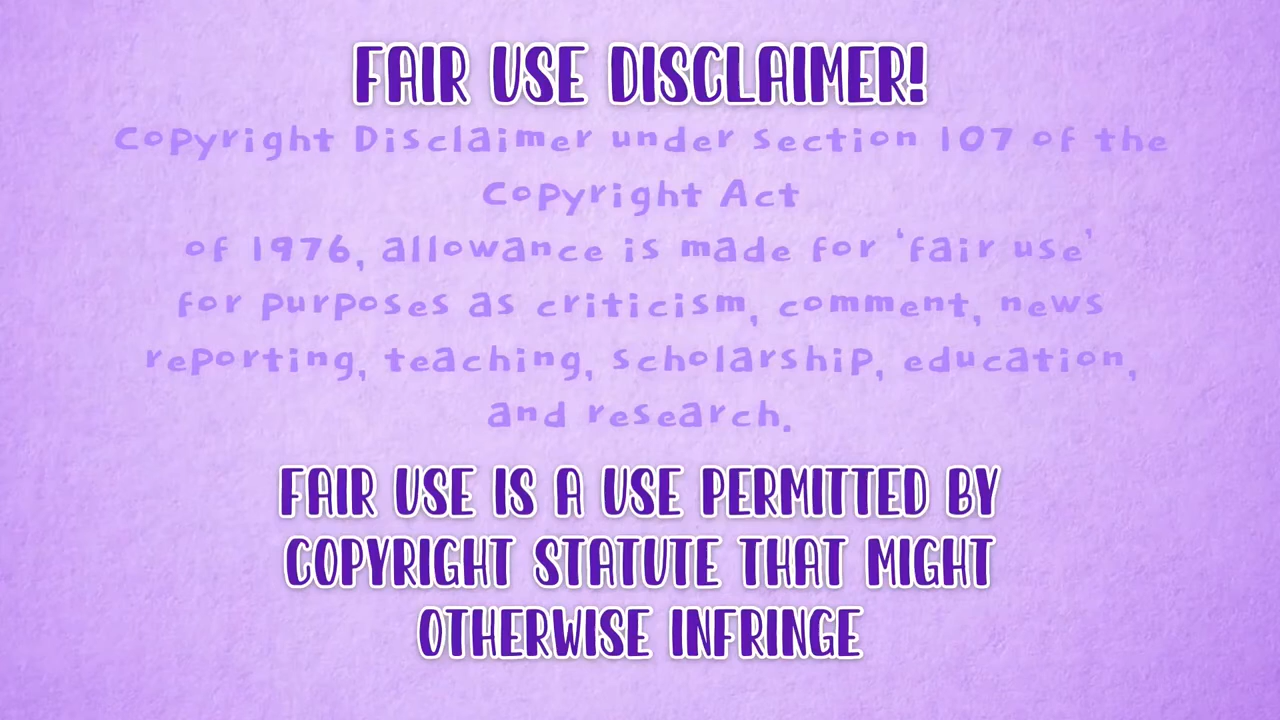 FAIR USE DISCLAIMER!
Copyright Disclaimer under section 107 of the
Copyright Act
of 1976, allowance is made for 'fair use'
for purposes as criticism, comment, news
reporting, teaching, scholarship, education,
and research.
FAIR USE IS A USE PERMITTED BY
COPYRIGHT STATUTE THAT MIGHT
OTHERWISE INFRINGE